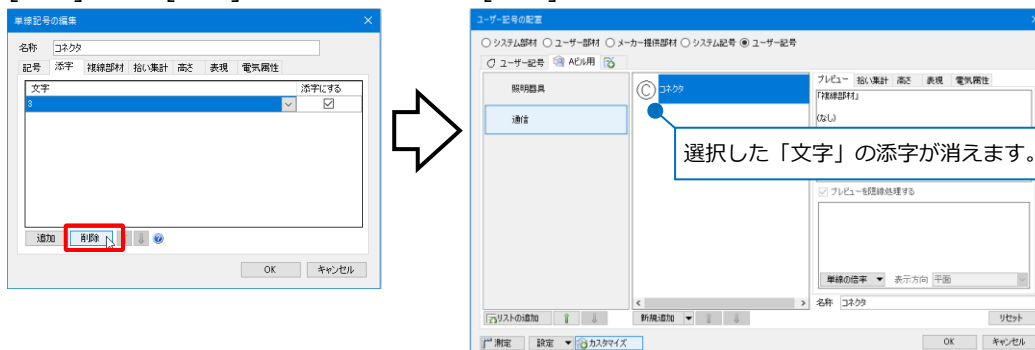 単線記号の編集
名称 コネクタ
記号 添字 複線部材 拾い集計 高さ 表現 電気属性
文字 添字にする
3
追加 削除
OK キャンセル
ユーザー記号の配置
システム部材 ユーザー部材 メーカー提供部材 システム記号 ユーザー記号
ユーザー記号 AEビル用
照明器具
通信
C コネクタ
プレビュー 拾い集計 高さ 表現 電気属性
「複線部材」
(なし)
選択した「文字」の添字が消えます。
プレビューを隠線処理する
単線の倍率 表示方向 平面
名称 コネクタ
リストの追加 新規追加 リセット
測定 設定 カスタマイズ OK キャンセル